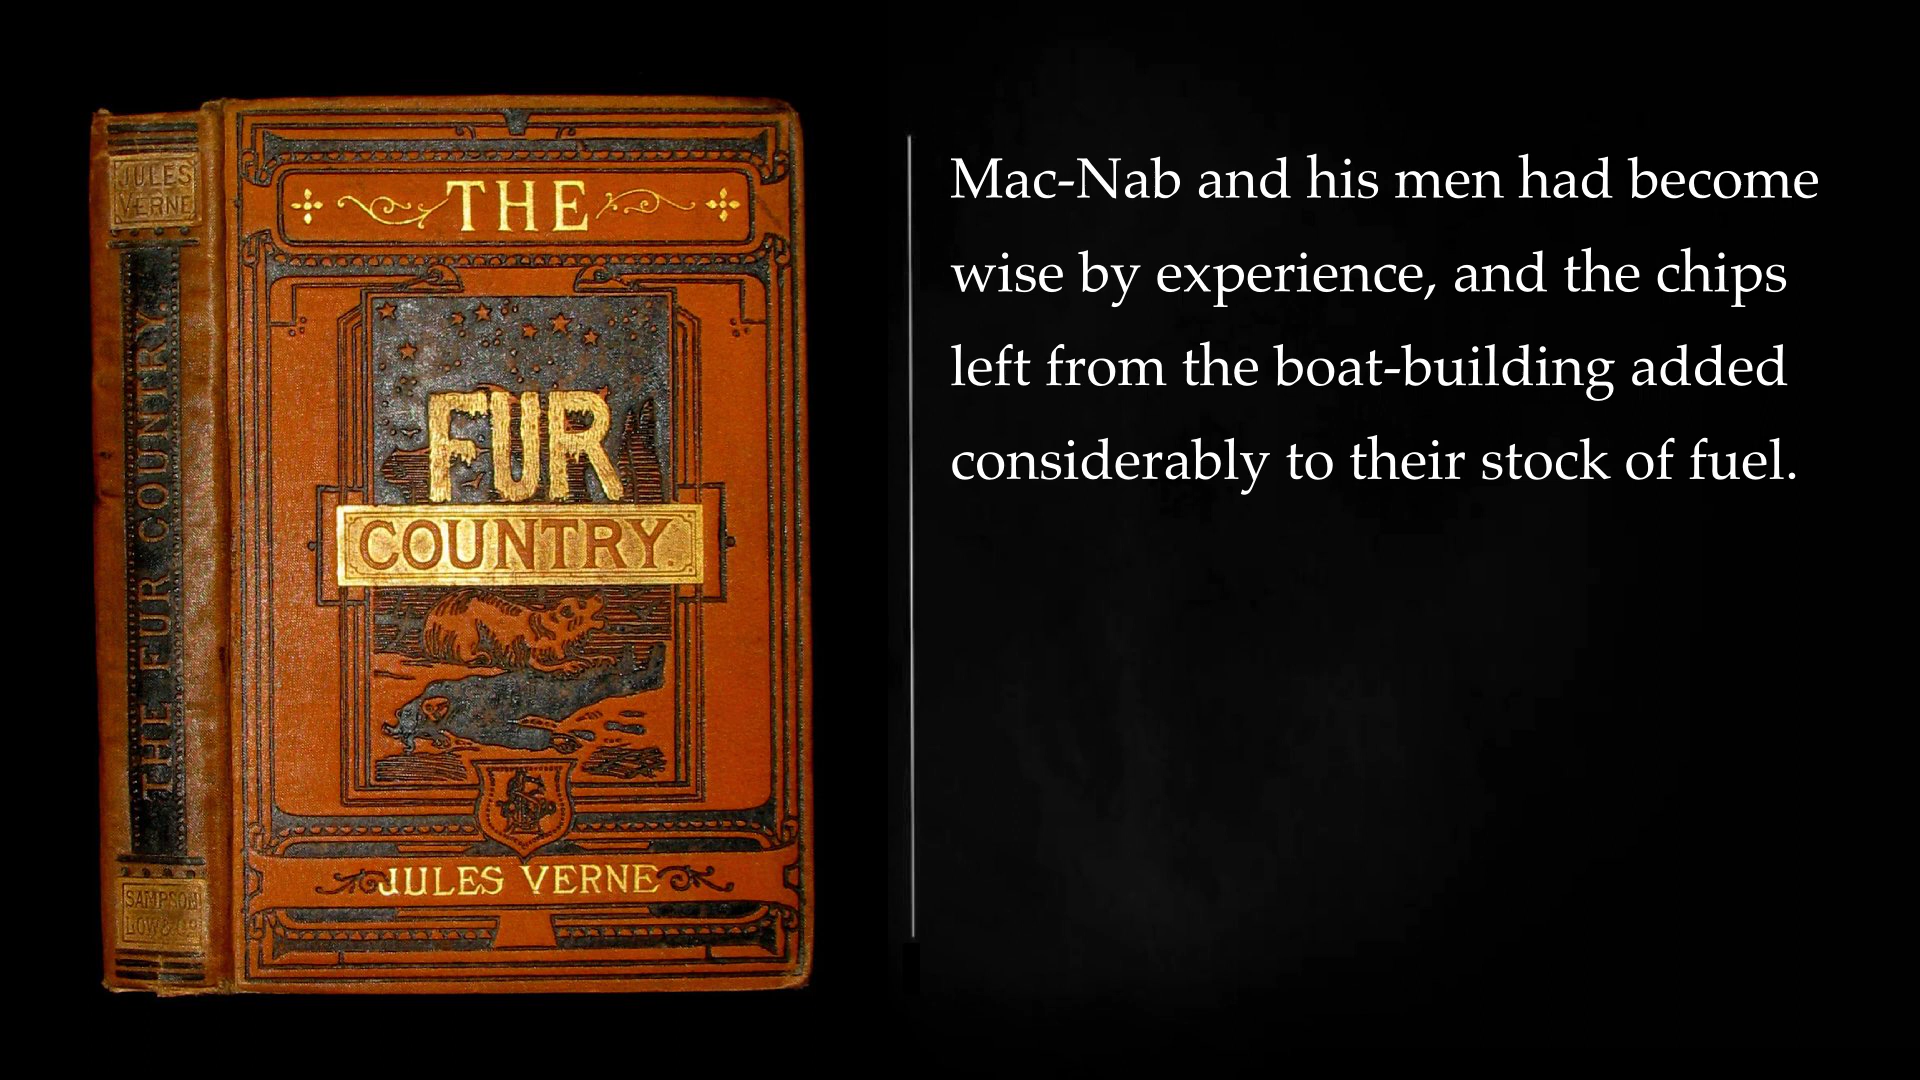 JULES
VERNE
THE FUR COUNTRY.
SAMPSON
LOW & Co
THE
FUR
COUNTRY.
JULES VERNE
Mac-Nab and his men had become
wise by experience, and the chips
left from the boat-building added
considerably to their stock of fuel.